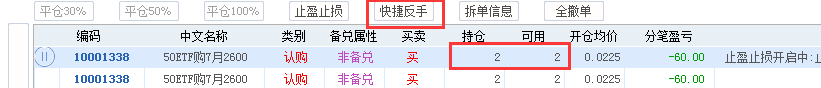 平仓30% 平仓50% 平仓100% 止盈止损 快捷反手 拆单信息 全撤单
编码 中文名称 类别 备兑属性 买卖 持仓 可用 开仓均价 分笔盈亏
10001338 50ETF购7月2600 认购 非备兑 买 2 2 0.0225 -60.00 止盈止损开启中:止
10001338 50ETF购7月2600 认购 非备兑 买 2 2 0.0225 -60.00